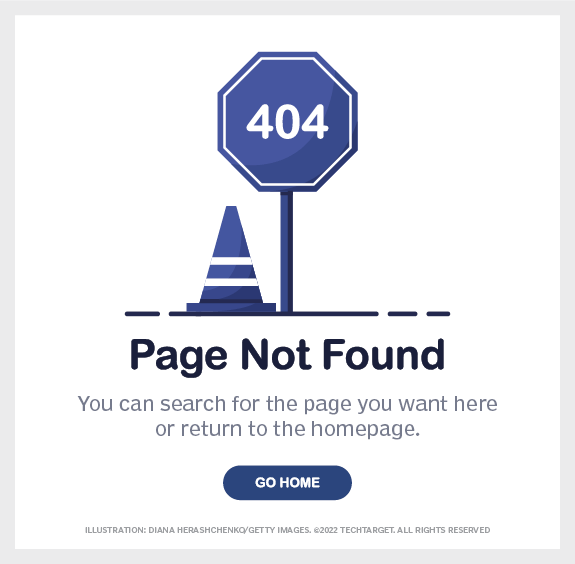 404
Page Not Found
You can search for the page you want here
or return to the homepage.
GO HOME
ILLUSTRATION: DIANA HERASHCHENKO/GETTY IMAGES. ©2022 TECHTARGET. ALL RIGHTS RESERVED